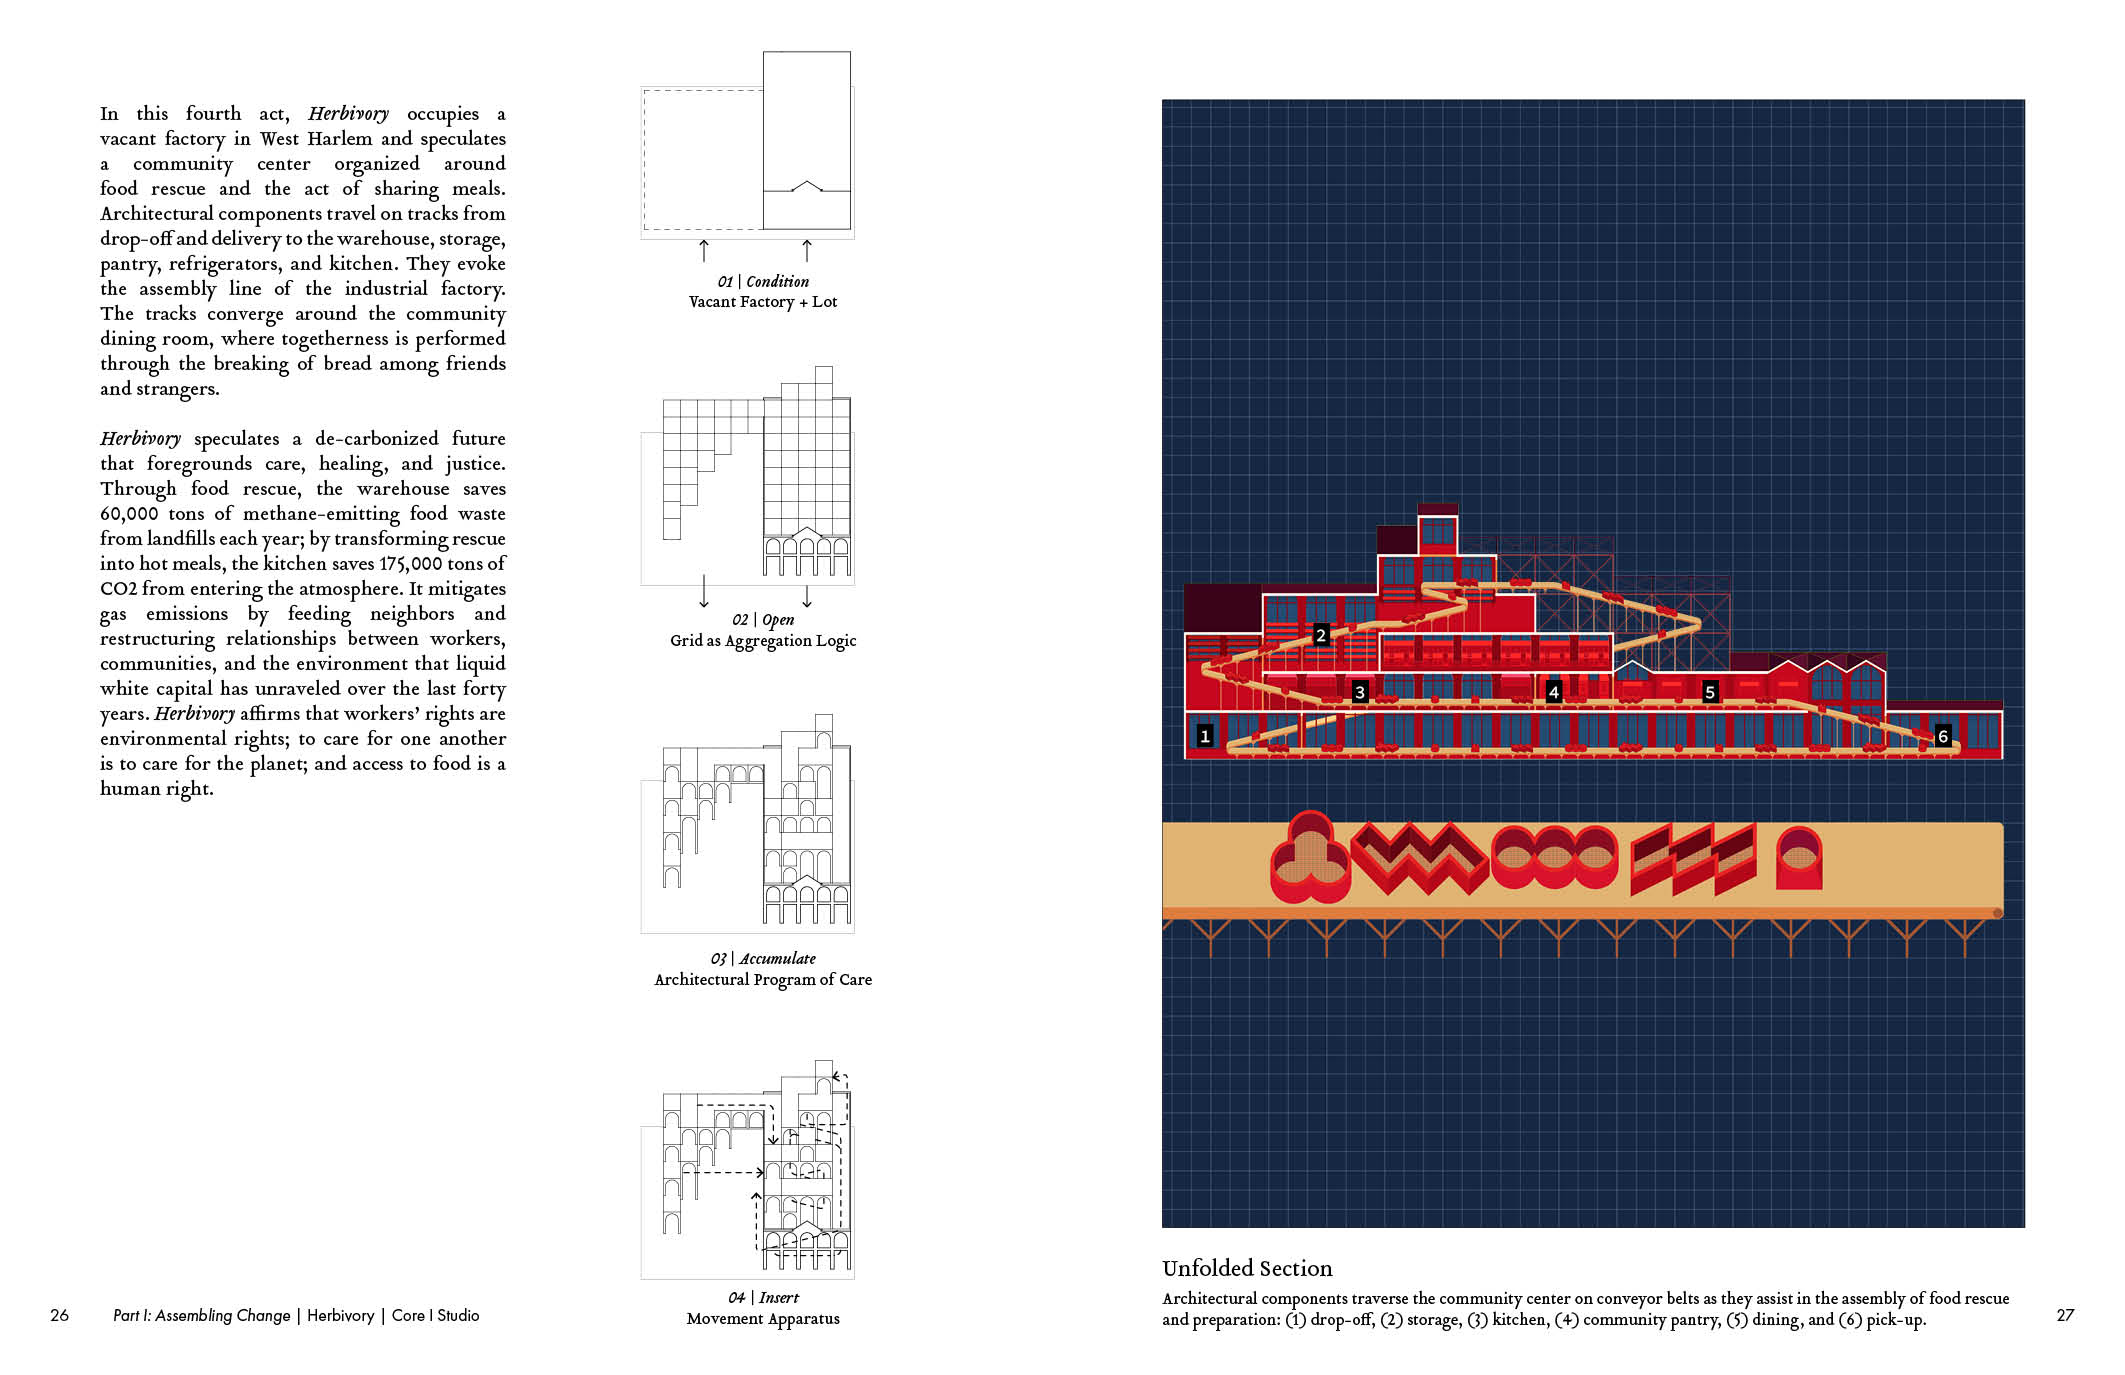 In this fourth act, Herbivory occupies a
vacant factory in West Harlem and speculates
a community center organized around
food rescue and the act of sharing meals.
Architectural components travel on tracks from
drop-off and delivery to the warehouse, storage,
pantry, refrigerators, and kitchen. They evoke
the assembly line of the industrial factory.
The tracks converge around the community
dining room, where togetherness is performed
through the breaking of bread among friends
and strangers.
Herbivory speculates a de-carbonized future
that foregrounds care, healing, and justice.
Through food rescue, the warehouse saves
60,000 tons of methane-emitting food waste
from landfills each year; by transforming rescue
into hot meals, the kitchen saves 175,000 tons of
CO2 from entering the atmosphere. It mitigates
gas emissions by feeding neighbors and
restructuring relationships between workers,
communities, and the environment that liquid
white capital has unraveled over the last forty
years. Herbivory affirms that workers' rights are
environmental rights; to care for one another
is to care for the planet; and access to food is a
human right.
26
Part I: Assembling Change | Herbivory | Core I Studio
01 | Condition
Vacant Factory + Lot
02 | Open
Grid as Aggregation Logic
03 | Accumulate
Architectural Program of Care
04 | Insert
Movement Apparatus
2
3
4
5
1
6
Unfolded Section
Architectural components traverse the community center on conveyor belts as they assist in the assembly of food rescue
and preparation: (1) drop-off, (2) storage, (3) kitchen, (4) community pantry, (5) dining, and (6) pick-up.
27